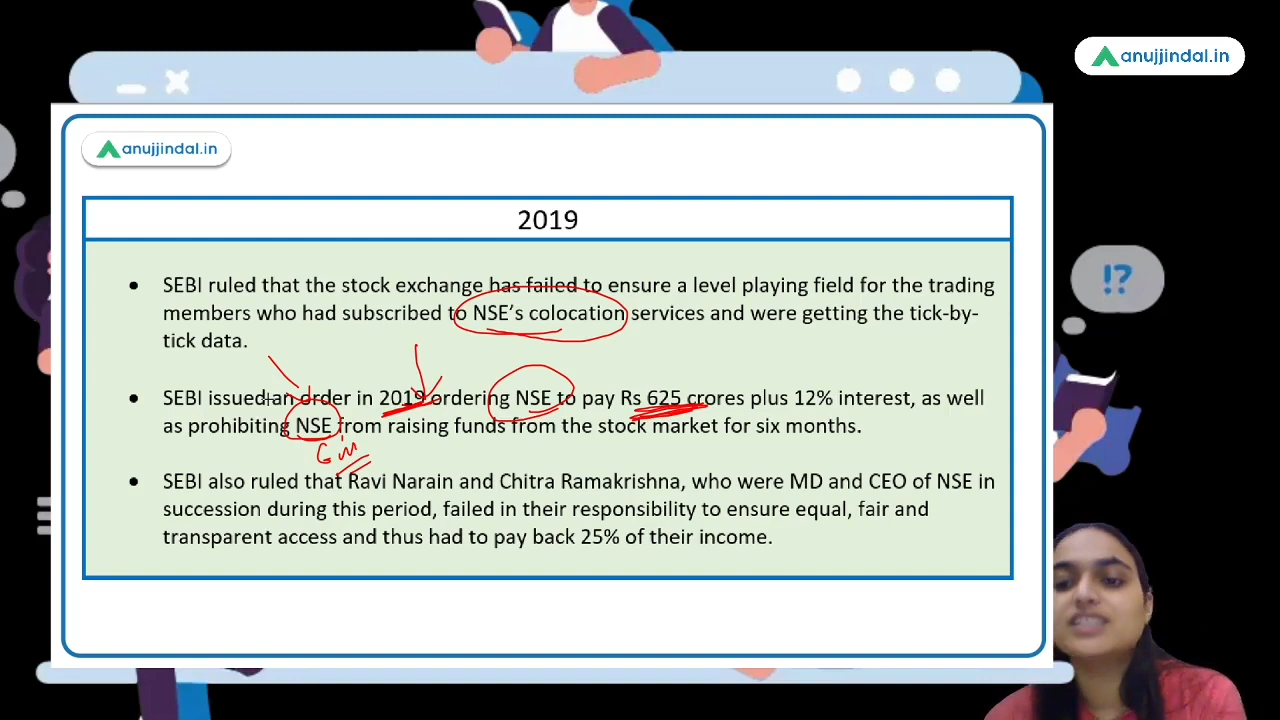 anujjindal.in
!?
anujjindal.in
2019
• SEBI ruled that the stock exchange has failed to ensure a level playing field for the trading
members who had subscribed to NSE's colocation services and were getting the tick-by-
tick data.
• SEBI issued an order in 2019 ordering NSE to pay Rs 625 crores plus 12% interest, as well
as prohibiting NSE from raising funds from the stock market for six months.
6 m
• SEBI also ruled that Ravi Narain and Chitra Ramakrishna, who were MD and CEO of NSE in
succession during this period, failed in their responsibility to ensure equal, fair and
transparent access and thus had to pay back 25% of their income.